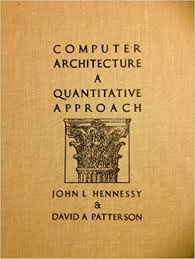 COMPUTER
ARCHITECTURE
A
QUANTITATIVE
APPROACH
JOHN L HENNESSY
&
DAVID A PATTERSON